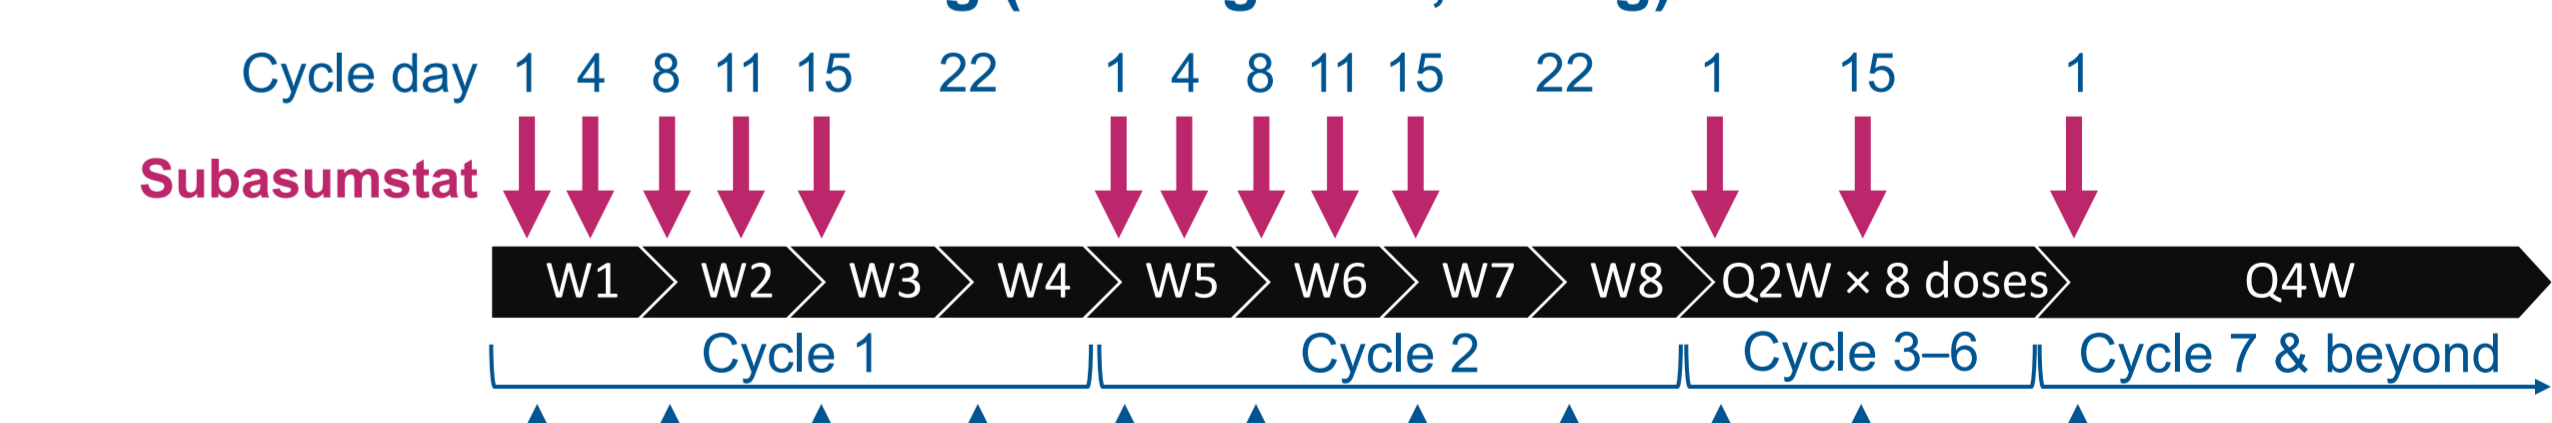 Cycle day 1 4 8 11 15 22 1 4 8 11 15 22 1 15 1
Subasumstat
W1 W2 W3 W4 W5 W6 W7 W8 Q2W × 8 doses Q4W
Cycle 1 Cycle 2 Cycle 3–6 Cycle 7 & beyond